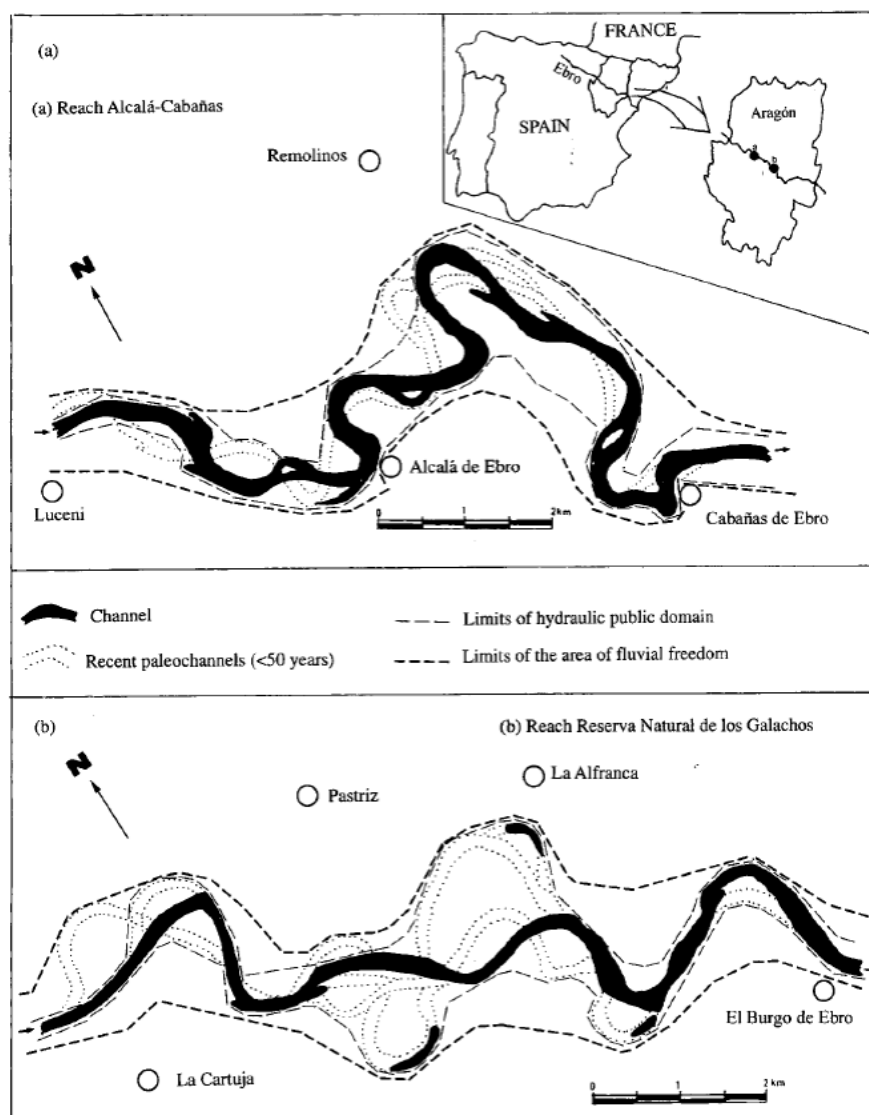 (a)
(a) Reach Alcalá-Cabañas
FRANCE
Ebro
SPAIN
Aragón
a
b
Remolinos
N
Alcalá de Ebro
Luceni
Cabañas de Ebro
0 1 2km
Channel
Limits of hydraulic public domain
Recent paleochannels (<50 years)
Limits of the area of fluvial freedom
(b)
(b) Reach Reserva Natural de los Galachos
N
La Alfranca
Pastriz
El Burgo de Ebro
La Cartuja
0 1 2 km